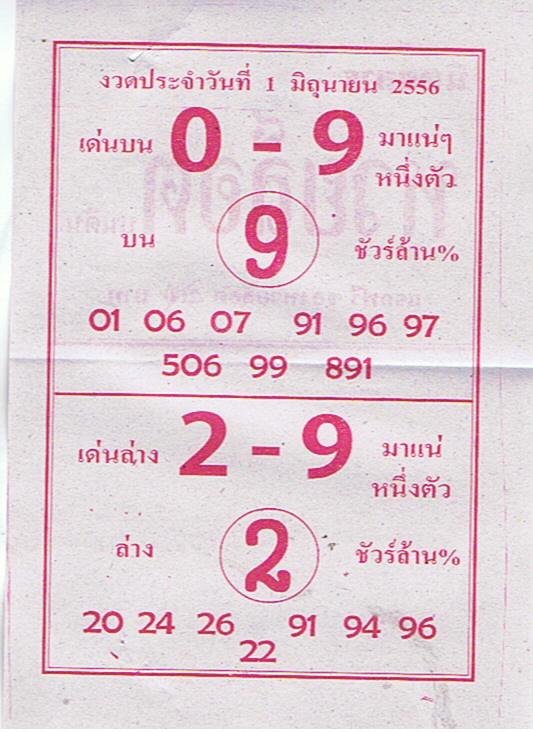 งวดประจำวันที่ 1 มิถุนายน 2556
เด่นบน 0 - 9 มาแน่ๆ
หนึ่งตัว
บน 9 ชัวร์ล้าน%
01 06 07 91 96 97
506 99 891
เด่นล่าง 2 - 9 มาแน่
หนึ่งตัว
ล่าง 2 ชัวร์ล้าน%
20 24 26 91 94 96
22